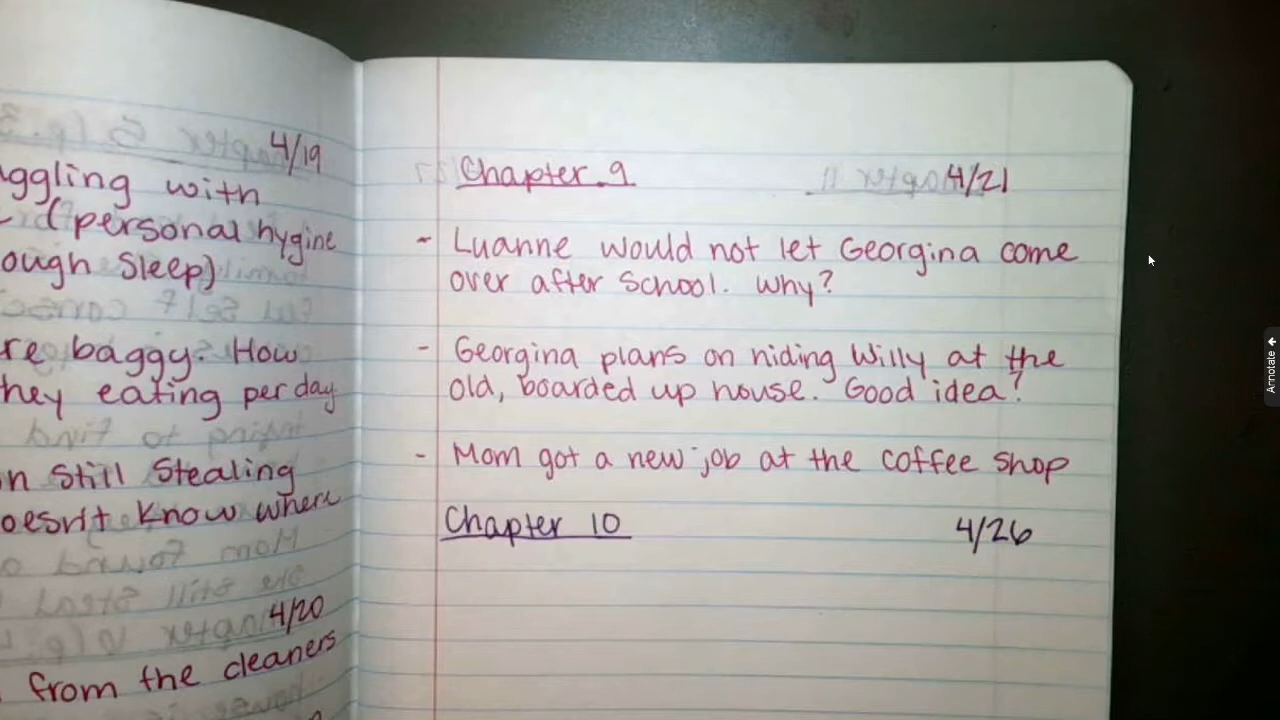 4/19
ggling with
(personal hygine
ough Sleep)
re baggy. How
hey eating per day
n Still Stealing
oesn't know where
4/20
from the cleaners
Chapter 9 4/21
- Luanne would not let Georgina come
over after School. Why?
- Georgina plans on hiding Willy at the
old, boarded up house. Good idea?
- Mom got a new job at the coffee shop
Chapter 10 4/26
Annotate